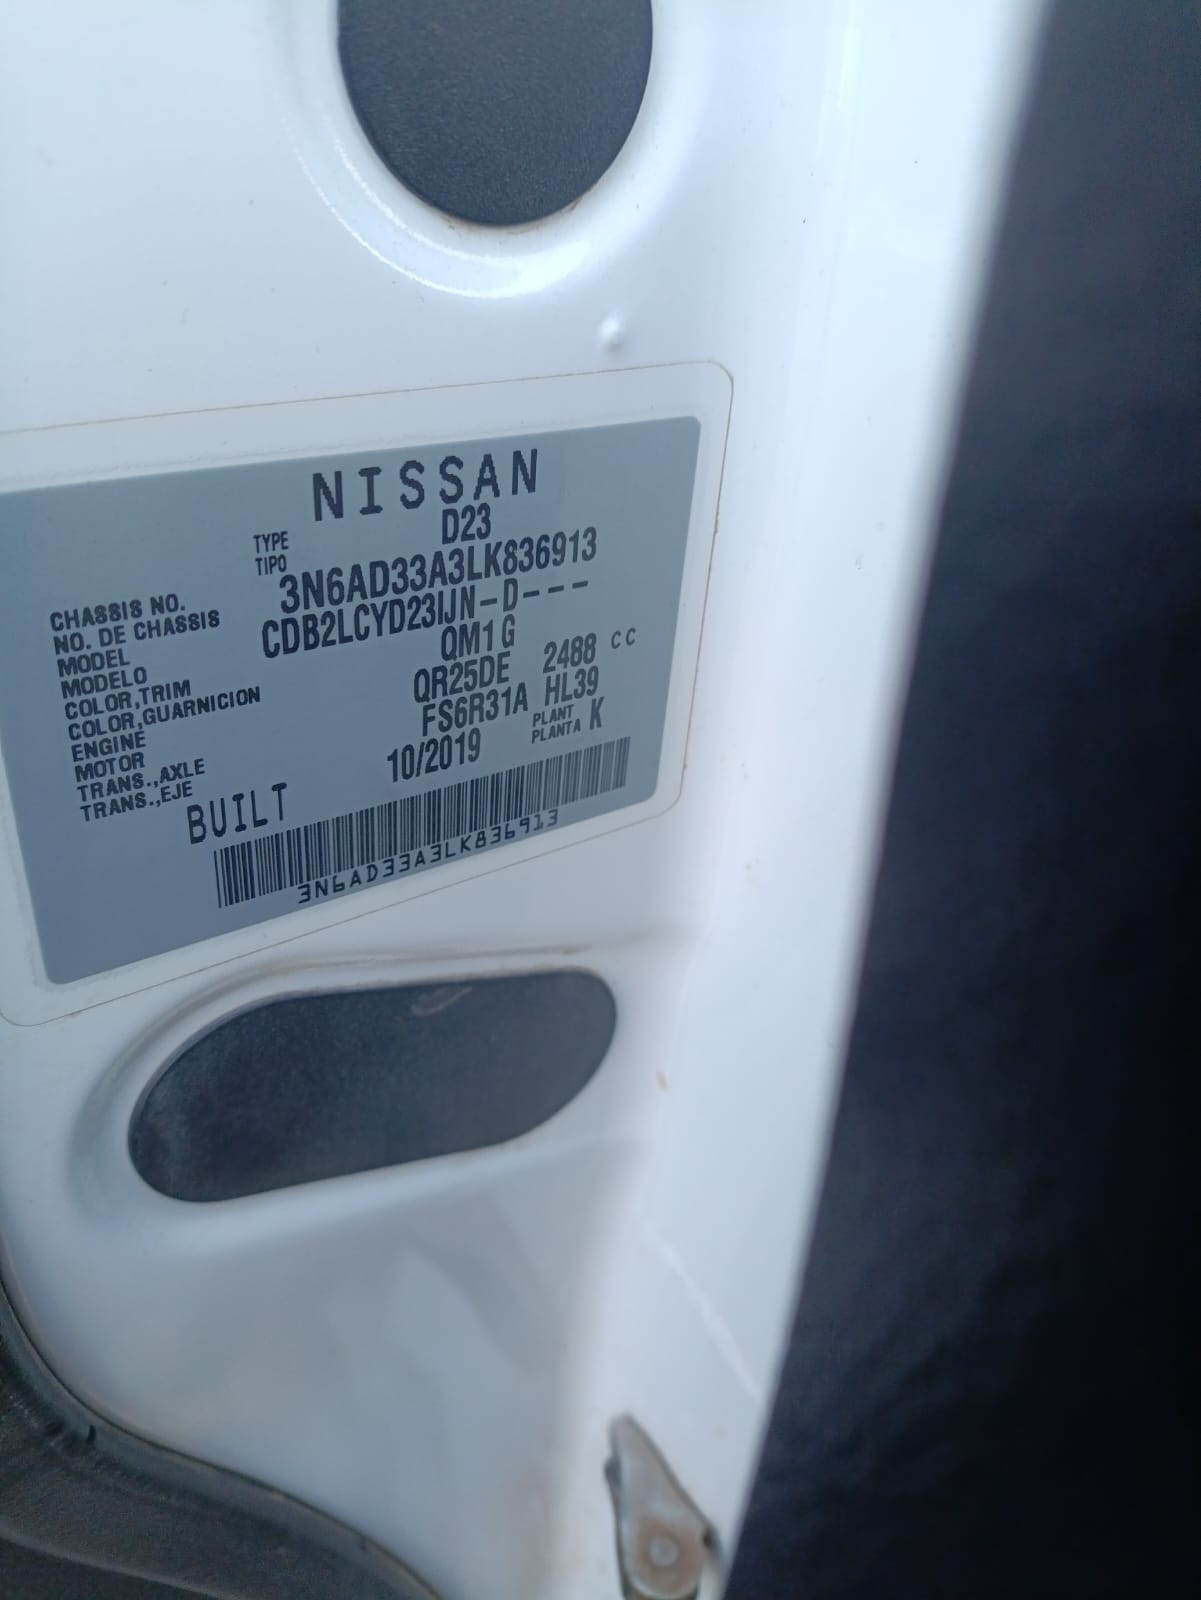 NISSAN
TYPE
TIPO
D23
CHASSIS NO.
NO. DE CHASSIS
3N6AD33A3LK836913
MODEL
MODELO
CDB2LCYD23IJN-D---
COLOR,TRIM
COLOR,GUARNICION
QM1 G
ENGINE
MOTOR
QR25DE 2488 CC
TRANS.,AXLE
TRANS.,EJE
FS6R31A HL39
PLANT
PLANTA
K
BUILT 10/2019
3N6AD33A3LK836913